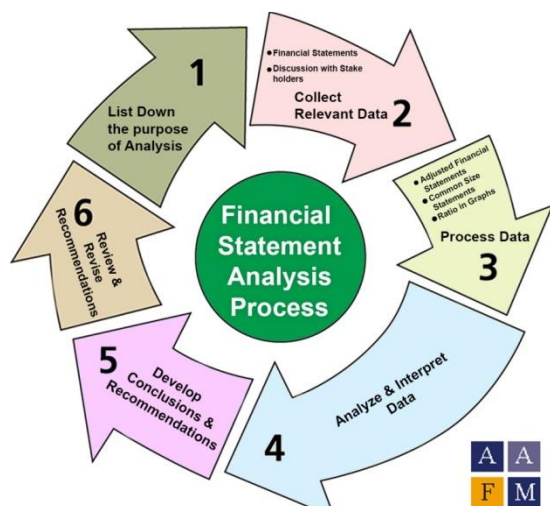 1
List Down
the purpose
of Analysis
Financial Statements
Discussion with Stake
holders
Collect
Relevant Data
2
Adjusted Financial
Statements
Common Size
Statements
Ratio in Graphs
Process Data
3
Analyze & Interpret
Data
4
5
Develop
Conclusions &
Recommendations
6
Review &
Revise
Recommendations
Financial
Statement
Analysis
Process
A A
F M